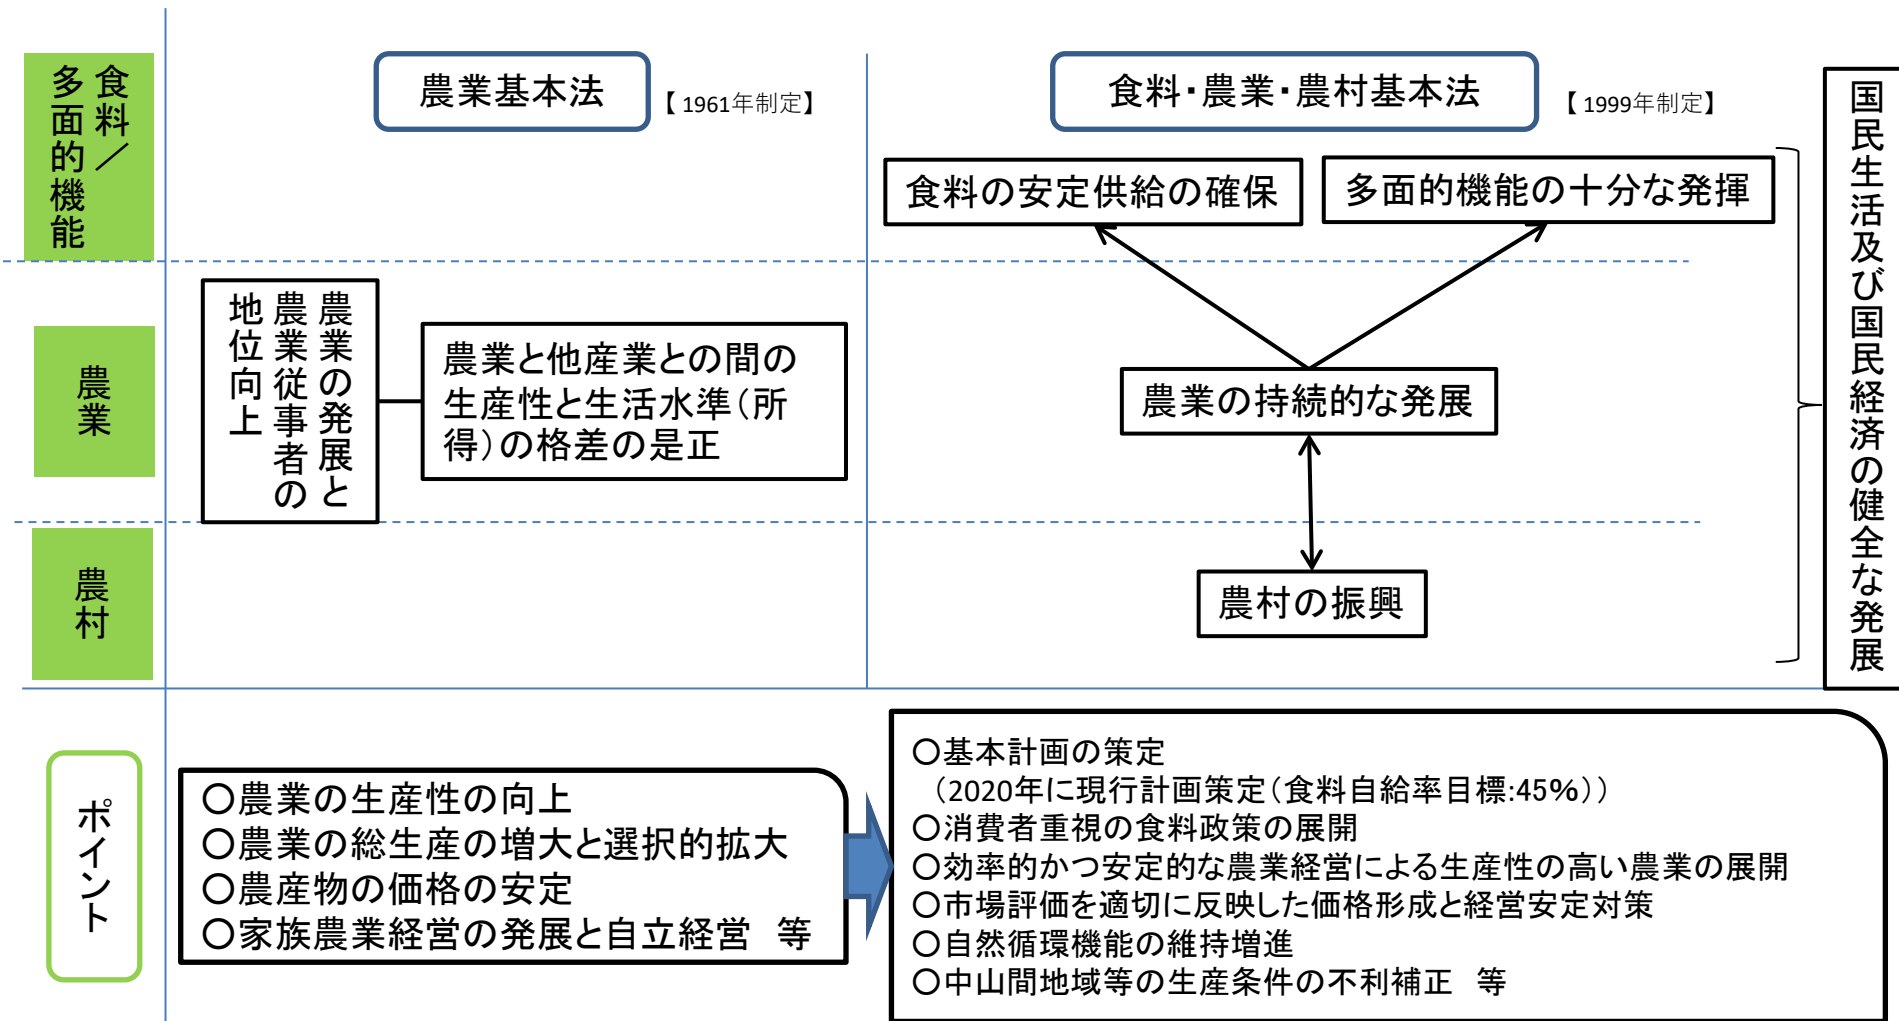 食料／
多面的機能
農業基本法
【 1961年制定】
食料・農業・農村基本法
【 1999年制定】
食料の安定供給の確保
多面的機能の十分な発揮
国民生活及び国民経済の健全な発展
農業
農業の発展と
農業従事者の
地位向上
農業と他産業との間の
生産性と生活水準（所
得）の格差の是正
農業の持続的な発展
農村
農村の振興
ポイント
〇農業の生産性の向上
〇農業の総生産の増大と選択的拡大
〇農産物の価格の安定
〇家族農業経営の発展と自立経営　等
〇基本計画の策定
（2020年に現行計画策定（食料自給率目標:45％））
〇消費者重視の食料政策の展開
〇効率的かつ安定的な農業経営による生産性の高い農業の展開
〇市場評価を適切に反映した価格形成と経営安定対策
〇自然循環機能の維持増進
〇中山間地域等の生産条件の不利補正　等